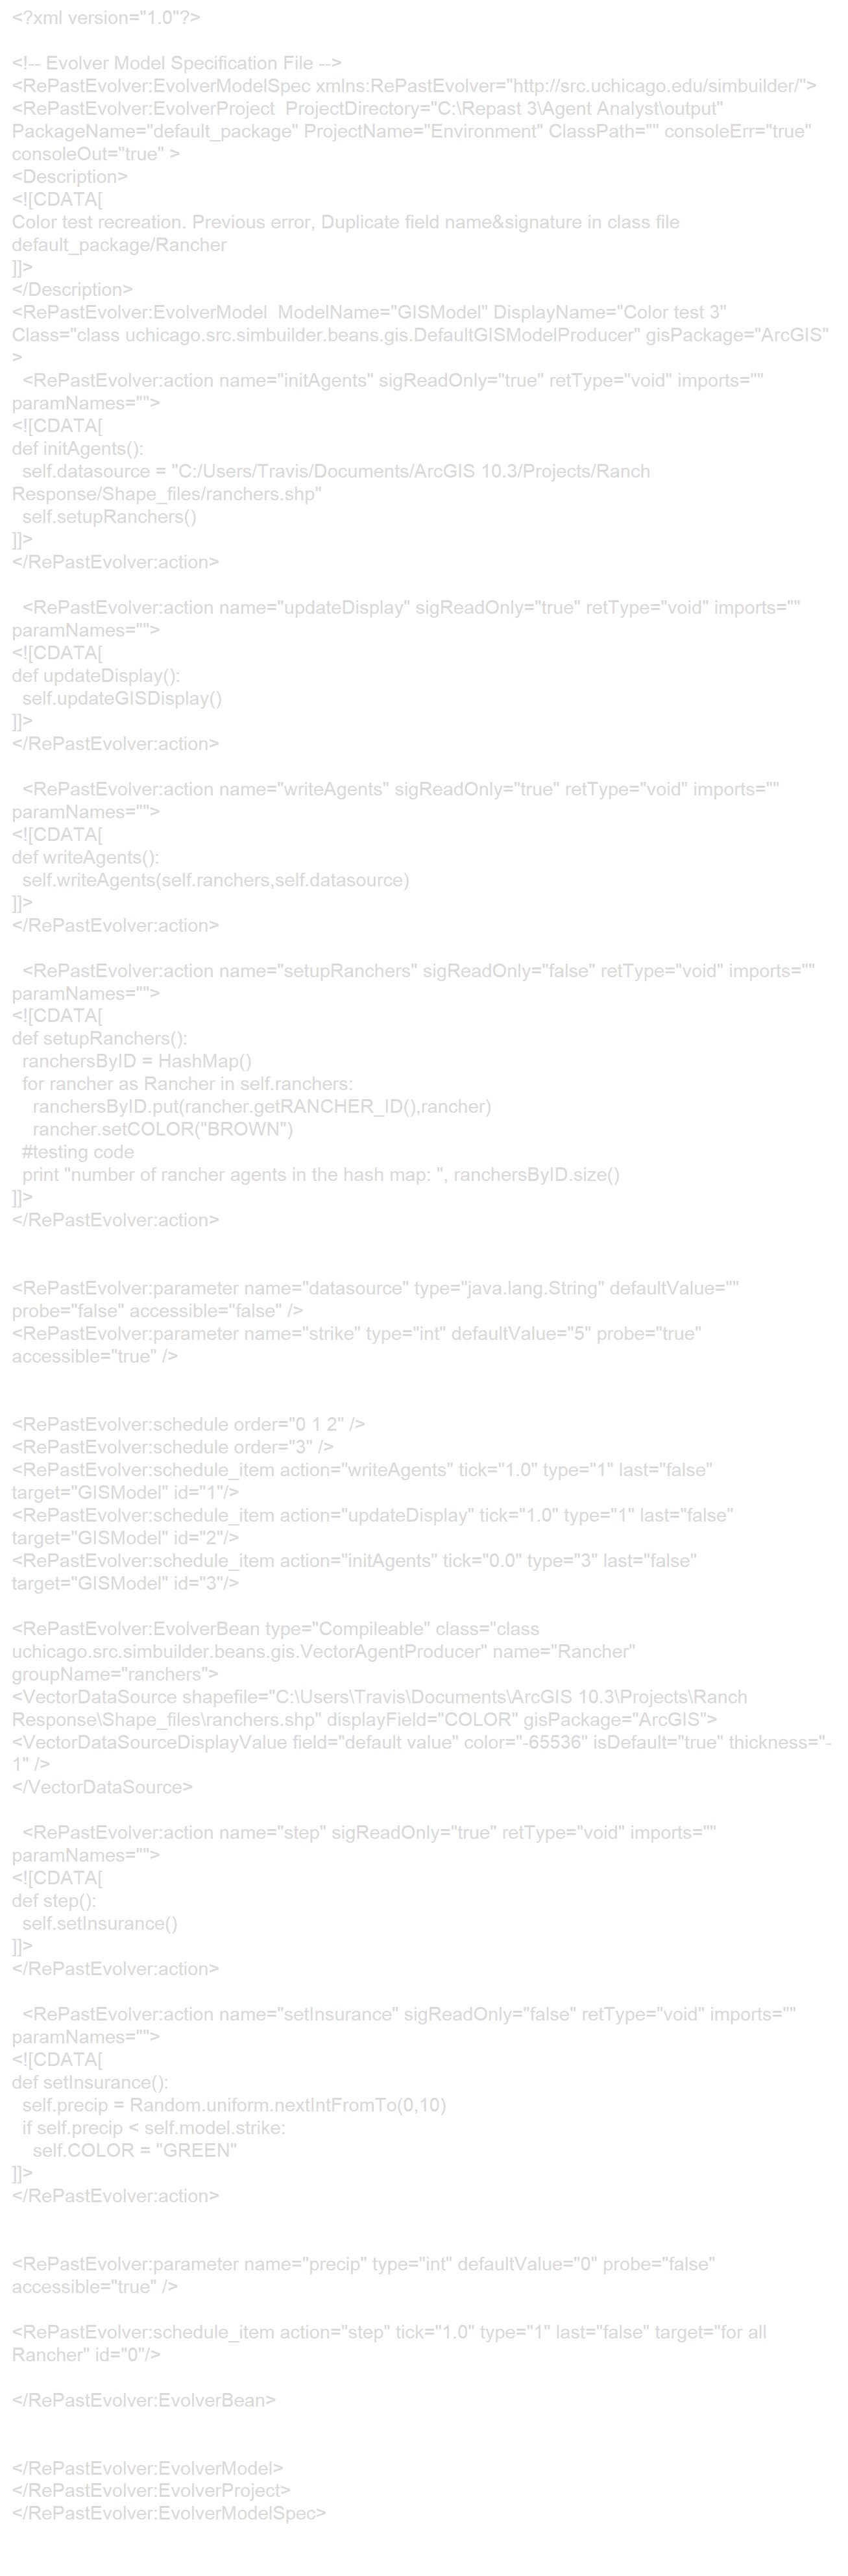 <?xml version="1.0"?>
<!-- Evolver Model Specification File -->
<RePastEvolver:EvolverModelSpec xmlns:RePastEvolver="http://src.uchicago.edu/simbuilder/">
<RePastEvolver:EvolverProject  ProjectDirectory="C:\Repast 3\Agent Analyst\output"
PackageName="default_package" ProjectName="Environment" ClassPath="" consoleErr="true"
consoleOut="true" >
<Description>
<![CDATA[
Color test recreation. Previous error, Duplicate field name&signature in class file
default_package/Rancher
]]>
</Description>
<RePastEvolver:EvolverModel  ModelName="GISModel" DisplayName="Color test 3"
Class="class uchicago.src.simbuilder.beans.gis.DefaultGISModelProducer" gisPackage="ArcGIS"
>
  <RePastEvolver:action name="initAgents" sigReadOnly="true" retType="void" imports=""
paramNames="">
<![CDATA[
def initAgents():
  self.datasource = "C:/Users/Travis/Documents/ArcGIS 10.3/Projects/Ranch
Response/Shape_files/ranchers.shp"
  self.setupRanchers()
]]>
</RePastEvolver:action>
  <RePastEvolver:action name="updateDisplay" sigReadOnly="true" retType="void" imports=""
paramNames="">
<![CDATA[
def updateDisplay():
  self.updateGISDisplay()
]]>
</RePastEvolver:action>
  <RePastEvolver:action name="writeAgents" sigReadOnly="true" retType="void" imports=""
paramNames="">
<![CDATA[
def writeAgents():
  self.writeAgents(self.ranchers,self.datasource)
]]>
</RePastEvolver:action>
  <RePastEvolver:action name="setupRanchers" sigReadOnly="false" retType="void" imports=""
paramNames="">
<![CDATA[
def setupRanchers():
  ranchersByID = HashMap()
  for rancher as Rancher in self.ranchers:
    ranchersByID.put(rancher.getRANCHER_ID(),rancher)
    rancher.setCOLOR("BROWN")
  #testing code
  print "number of rancher agents in the hash map: ", ranchersByID.size()
]]>
</RePastEvolver:action>
<RePastEvolver:parameter name="datasource" type="java.lang.String" defaultValue=""
probe="false" accessible="false" />
<RePastEvolver:parameter name="strike" type="int" defaultValue="5" probe="true"
accessible="true" />
<RePastEvolver:schedule order="0 1 2" />
<RePastEvolver:schedule order="3" />
<RePastEvolver:schedule_item action="writeAgents" tick="1.0" type="1" last="false"
target="GISModel" id="1"/>
<RePastEvolver:schedule_item action="updateDisplay" tick="1.0" type="1" last="false"
target="GISModel" id="2"/>
<RePastEvolver:schedule_item action="initAgents" tick="0.0" type="3" last="false"
target="GISModel" id="3"/>
<RePastEvolver:EvolverBean type="Compileable" class="class
uchicago.src.simbuilder.beans.gis.VectorAgentProducer" name="Rancher"
groupName="ranchers">
<VectorDataSource shapefile="C:\Users\Travis\Documents\ArcGIS 10.3\Projects\Ranch
Response\Shape_files\ranchers.shp" displayField="COLOR" gisPackage="ArcGIS">
<VectorDataSourceDisplayValue field="default value" color="-65536" isDefault="true" thickness="-
1" />
</VectorDataSource>
  <RePastEvolver:action name="step" sigReadOnly="true" retType="void" imports=""
paramNames="">
<![CDATA[
def step():
  self.setInsurance()
]]>
</RePastEvolver:action>
  <RePastEvolver:action name="setInsurance" sigReadOnly="false" retType="void" imports=""
paramNames="">
<![CDATA[
def setInsurance():
  self.precip = Random.uniform.nextIntFromTo(0,10)
  if self.precip < self.model.strike:
    self.COLOR = "GREEN"
]]>
</RePastEvolver:action>
<RePastEvolver:parameter name="precip" type="int" defaultValue="0" probe="false"
accessible="true" />
<RePastEvolver:schedule_item action="step" tick="1.0" type="1" last="false" target="for all
Rancher" id="0"/>
</RePastEvolver:EvolverBean>
</RePastEvolver:EvolverModel>
</RePastEvolver:EvolverProject>
</RePastEvolver:EvolverModelSpec>